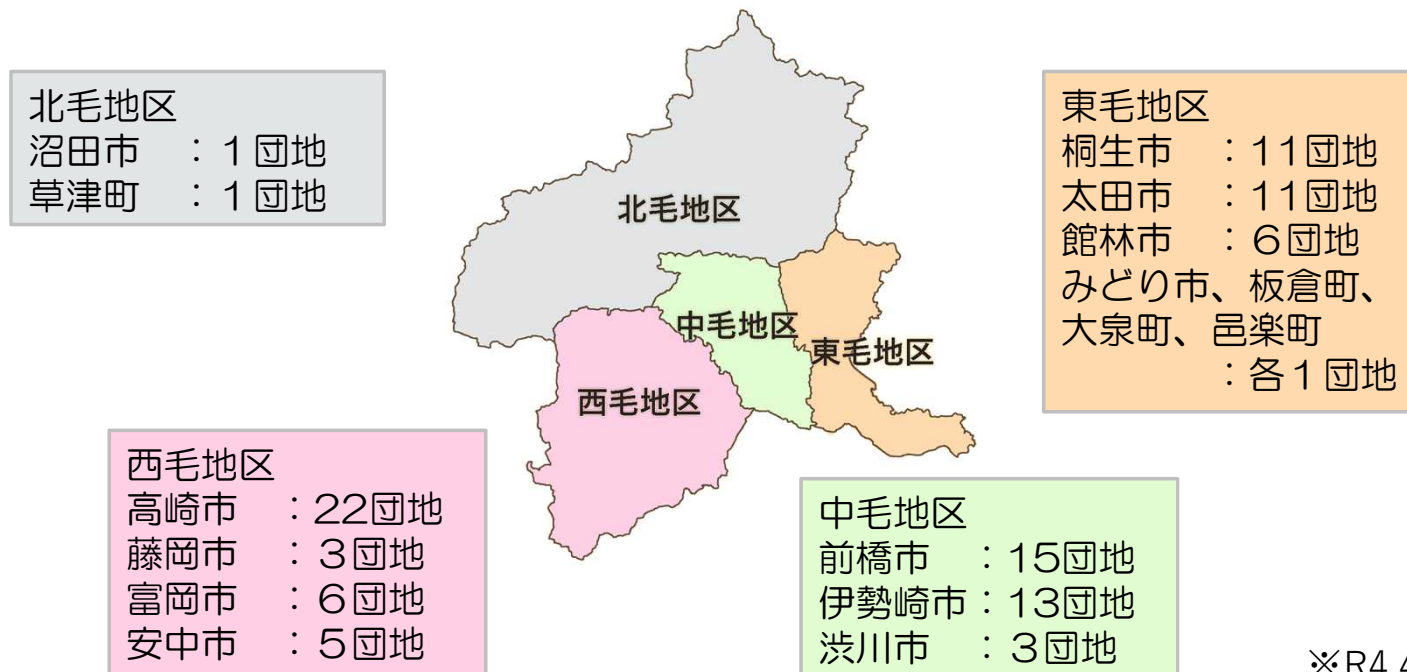 北毛地区
沼田市　：１団地
草津町　：１団地
東毛地区
桐生市　：11団地
太田市　：11団地
館林市　：６団地
みどり市、板倉町、
大泉町、邑楽町
：各１団地
北毛地区
中毛地区
東毛地区
西毛地区
西毛地区
高崎市　：22団地
藤岡市　：３団地
富岡市　：６団地
安中市　：５団地
中毛地区
前橋市　：15団地
伊勢崎市：13団地
渋川市　：３団地
※R4